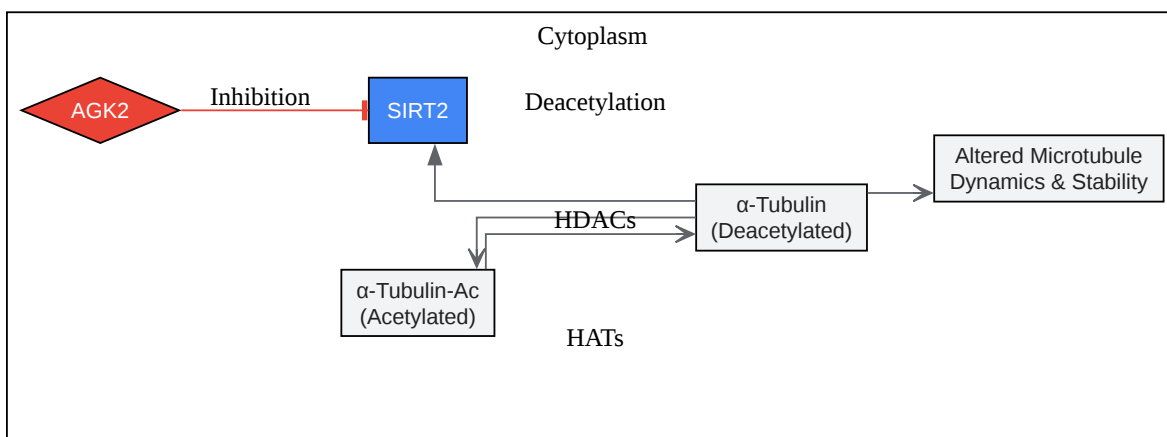 Cytoplasm
AGK2
Inhibition
SIRT2
Deacetylation
Altered Microtubule
Dynamics & Stability
α-Tubulin
(Deacetylated)
HDACs
α-Tubulin-Ac
(Acetylated)
HATs